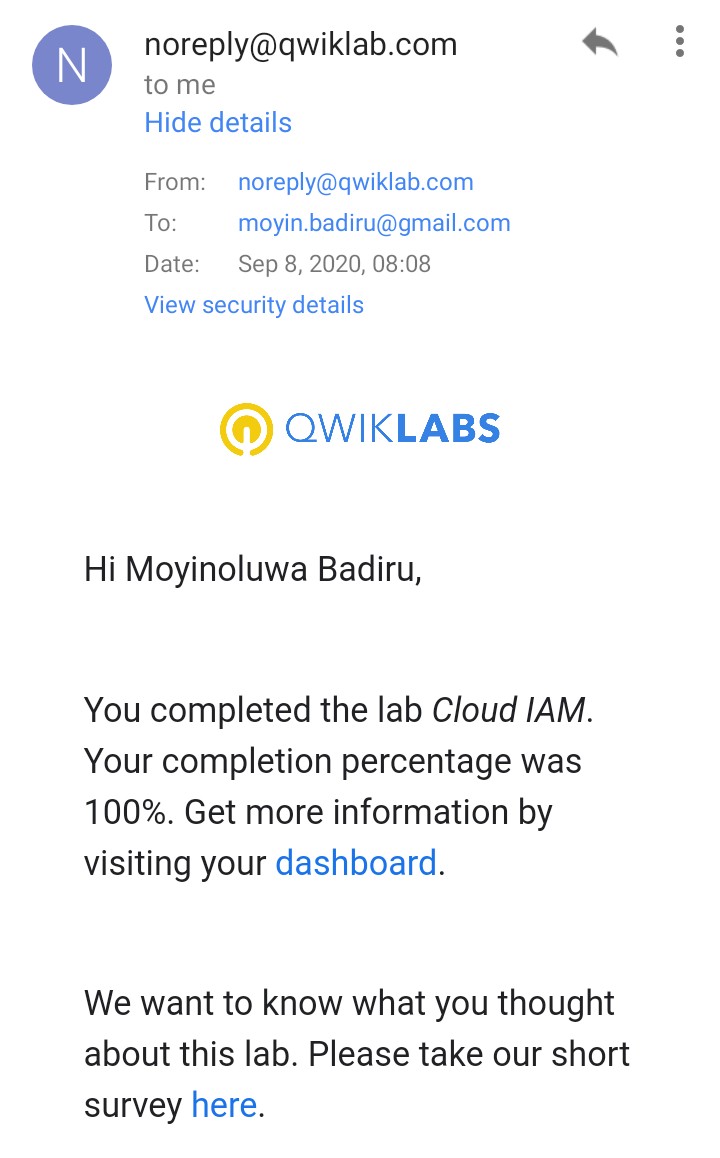 N
noreply@qwiklab.com
to me
Hide details
From: noreply@qwiklab.com
To: moyin.badiru@gmail.com
Date: Sep 8, 2020, 08:08
View security details
QWIKLABS
Hi Moyinoluwa Badiru,
You completed the lab Cloud IAM.
Your completion percentage was
100%. Get more information by
visiting your dashboard.
We want to know what you thought
about this lab. Please take our short
survey here.